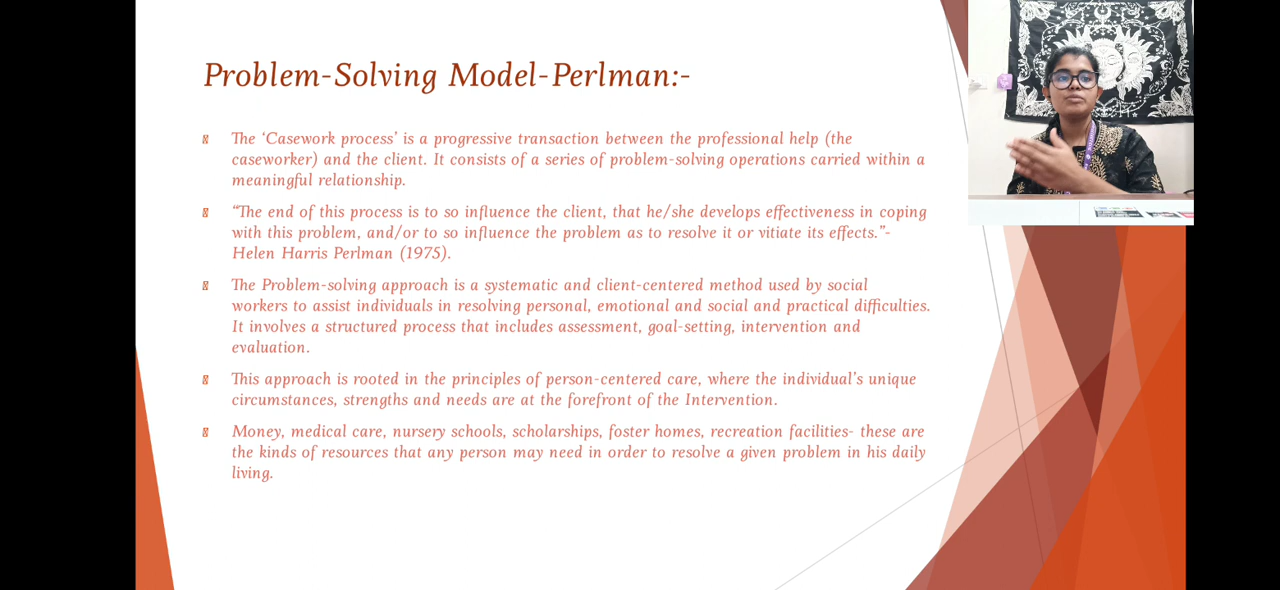 Problem-Solving Model-Perlman:-
The ‘Casework process’ is a progressive transaction between the professional help (the
caseworker) and the client. It consists of a series of problem-solving operations carried within a
meaningful relationship.
“The end of this process is to so influence the client, that he/she develops effectiveness in coping
with this problem, and/or to so influence the problem as to resolve it or vitiate its effects.”-
Helen Harris Perlman (1975).
The Problem-solving approach is a systematic and client-centered method used by social
workers to assist individuals in resolving personal, emotional and social and practical difficulties.
It involves a structured process that includes assessment, goal-setting, intervention and
evaluation.
This approach is rooted in the principles of person-centered care, where the individual’s unique
circumstances, strengths and needs are at the forefront of the Intervention.
Money, medical care, nursery schools, scholarships, foster homes, recreation facilities- these are
the kinds of resources that any person may need in order to resolve a given problem in his daily
living.